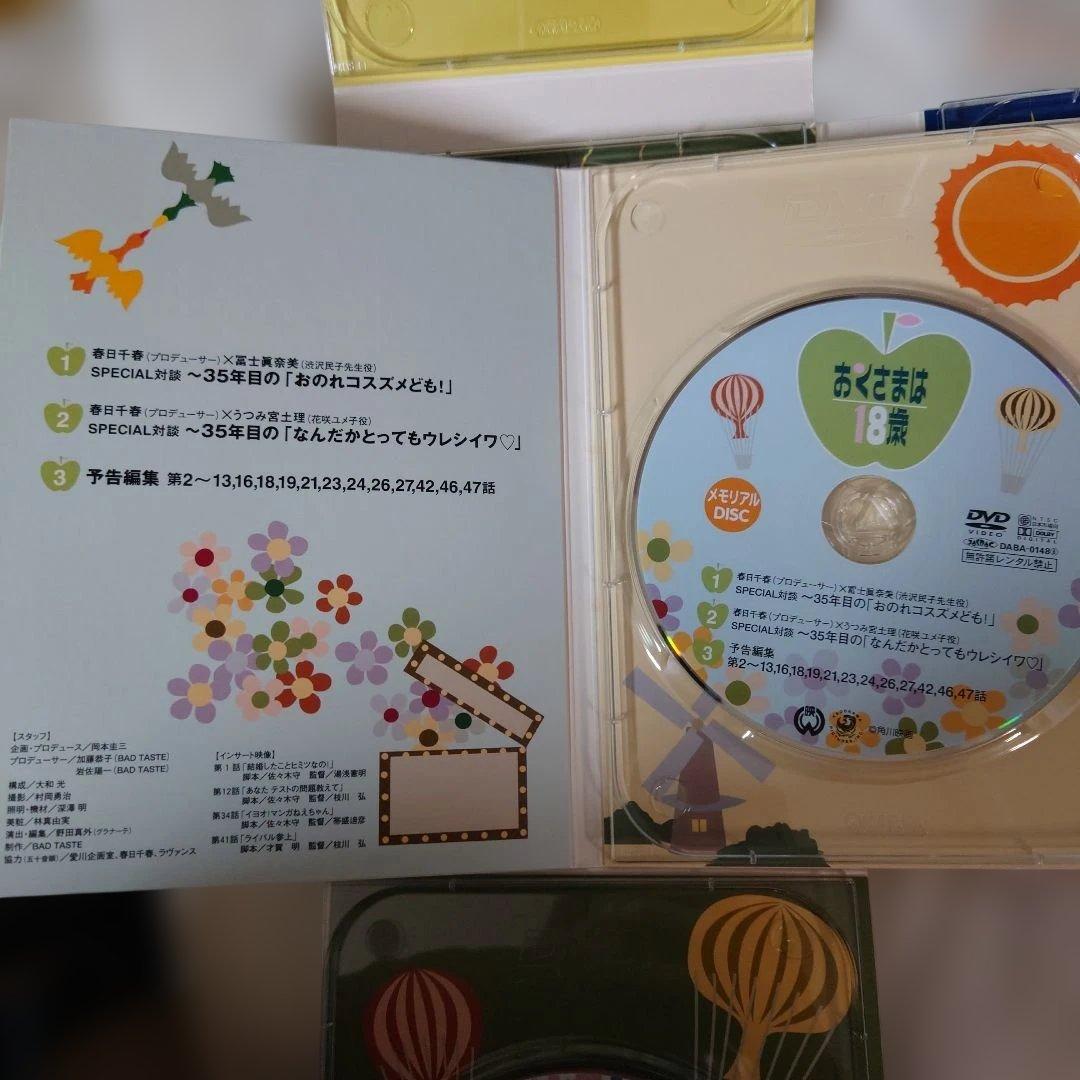 1 春日千春(プロデューサー)×冨士眞奈美(渋沢民子先生役)
SPECIAL対談 〜35年目の「おのれコスズメども!」
2 春日千春(プロデューサー)×うつみ宮土理(花咲ユメ子役)
SPECIAL対談 〜35年目の「なんだかとってもウレシイワ♡」
3 予告編集 第2〜13,16,18,19,21,23,24,26,27,42,46,47話
【スタッフ】
企画・プロデュース/岡本圭三
プロデューサー/加藤恭子(BAD TASTE)
岩佐陽一(BAD TASTE)
構成/大和 光
撮影/村岡勇治
照明・機材/深澤 明
美粧/林真由実
演出・編集/野田真外(グラナーテ)
制作/BAD TASTE
協力(五十音順)/愛川企画室、春日千春、ラヴァンス
【インサート映像】
第1話「結婚したことヒミツなの!」
脚本/佐々木守 監督/湯浅憲明
第12話「あなた テストの問題教えて」
脚本/佐々木守 監督/枝川 弘
第34話「イヨオ!マンガねえちゃん」
脚本/佐々木守 監督/帯盛迪彦
第41話「ライバル参上」
脚本/才賀 明 監督/枝川 弘
おくさまは
18歳
メモリアル
DISC
DVD
VIDEO
NTSC
日本市場向
DOLBY
DIGITAL
DABA-0148
無許諾レンタル禁止
1 春日千春(プロデューサー)×冨士眞奈美(渋沢民子先生役)
SPECIAL対談 〜35年目の「おのれコスズメども!」
2 春日千春(プロデューサー)×うつみ宮土理(花咲ユメ子役)
SPECIAL対談 〜35年目の「なんだかとってもウレシイワ♡」
3 予告編集
第2〜13,16,18,19,21,23,24,26,27,42,46,47話
©角川映画